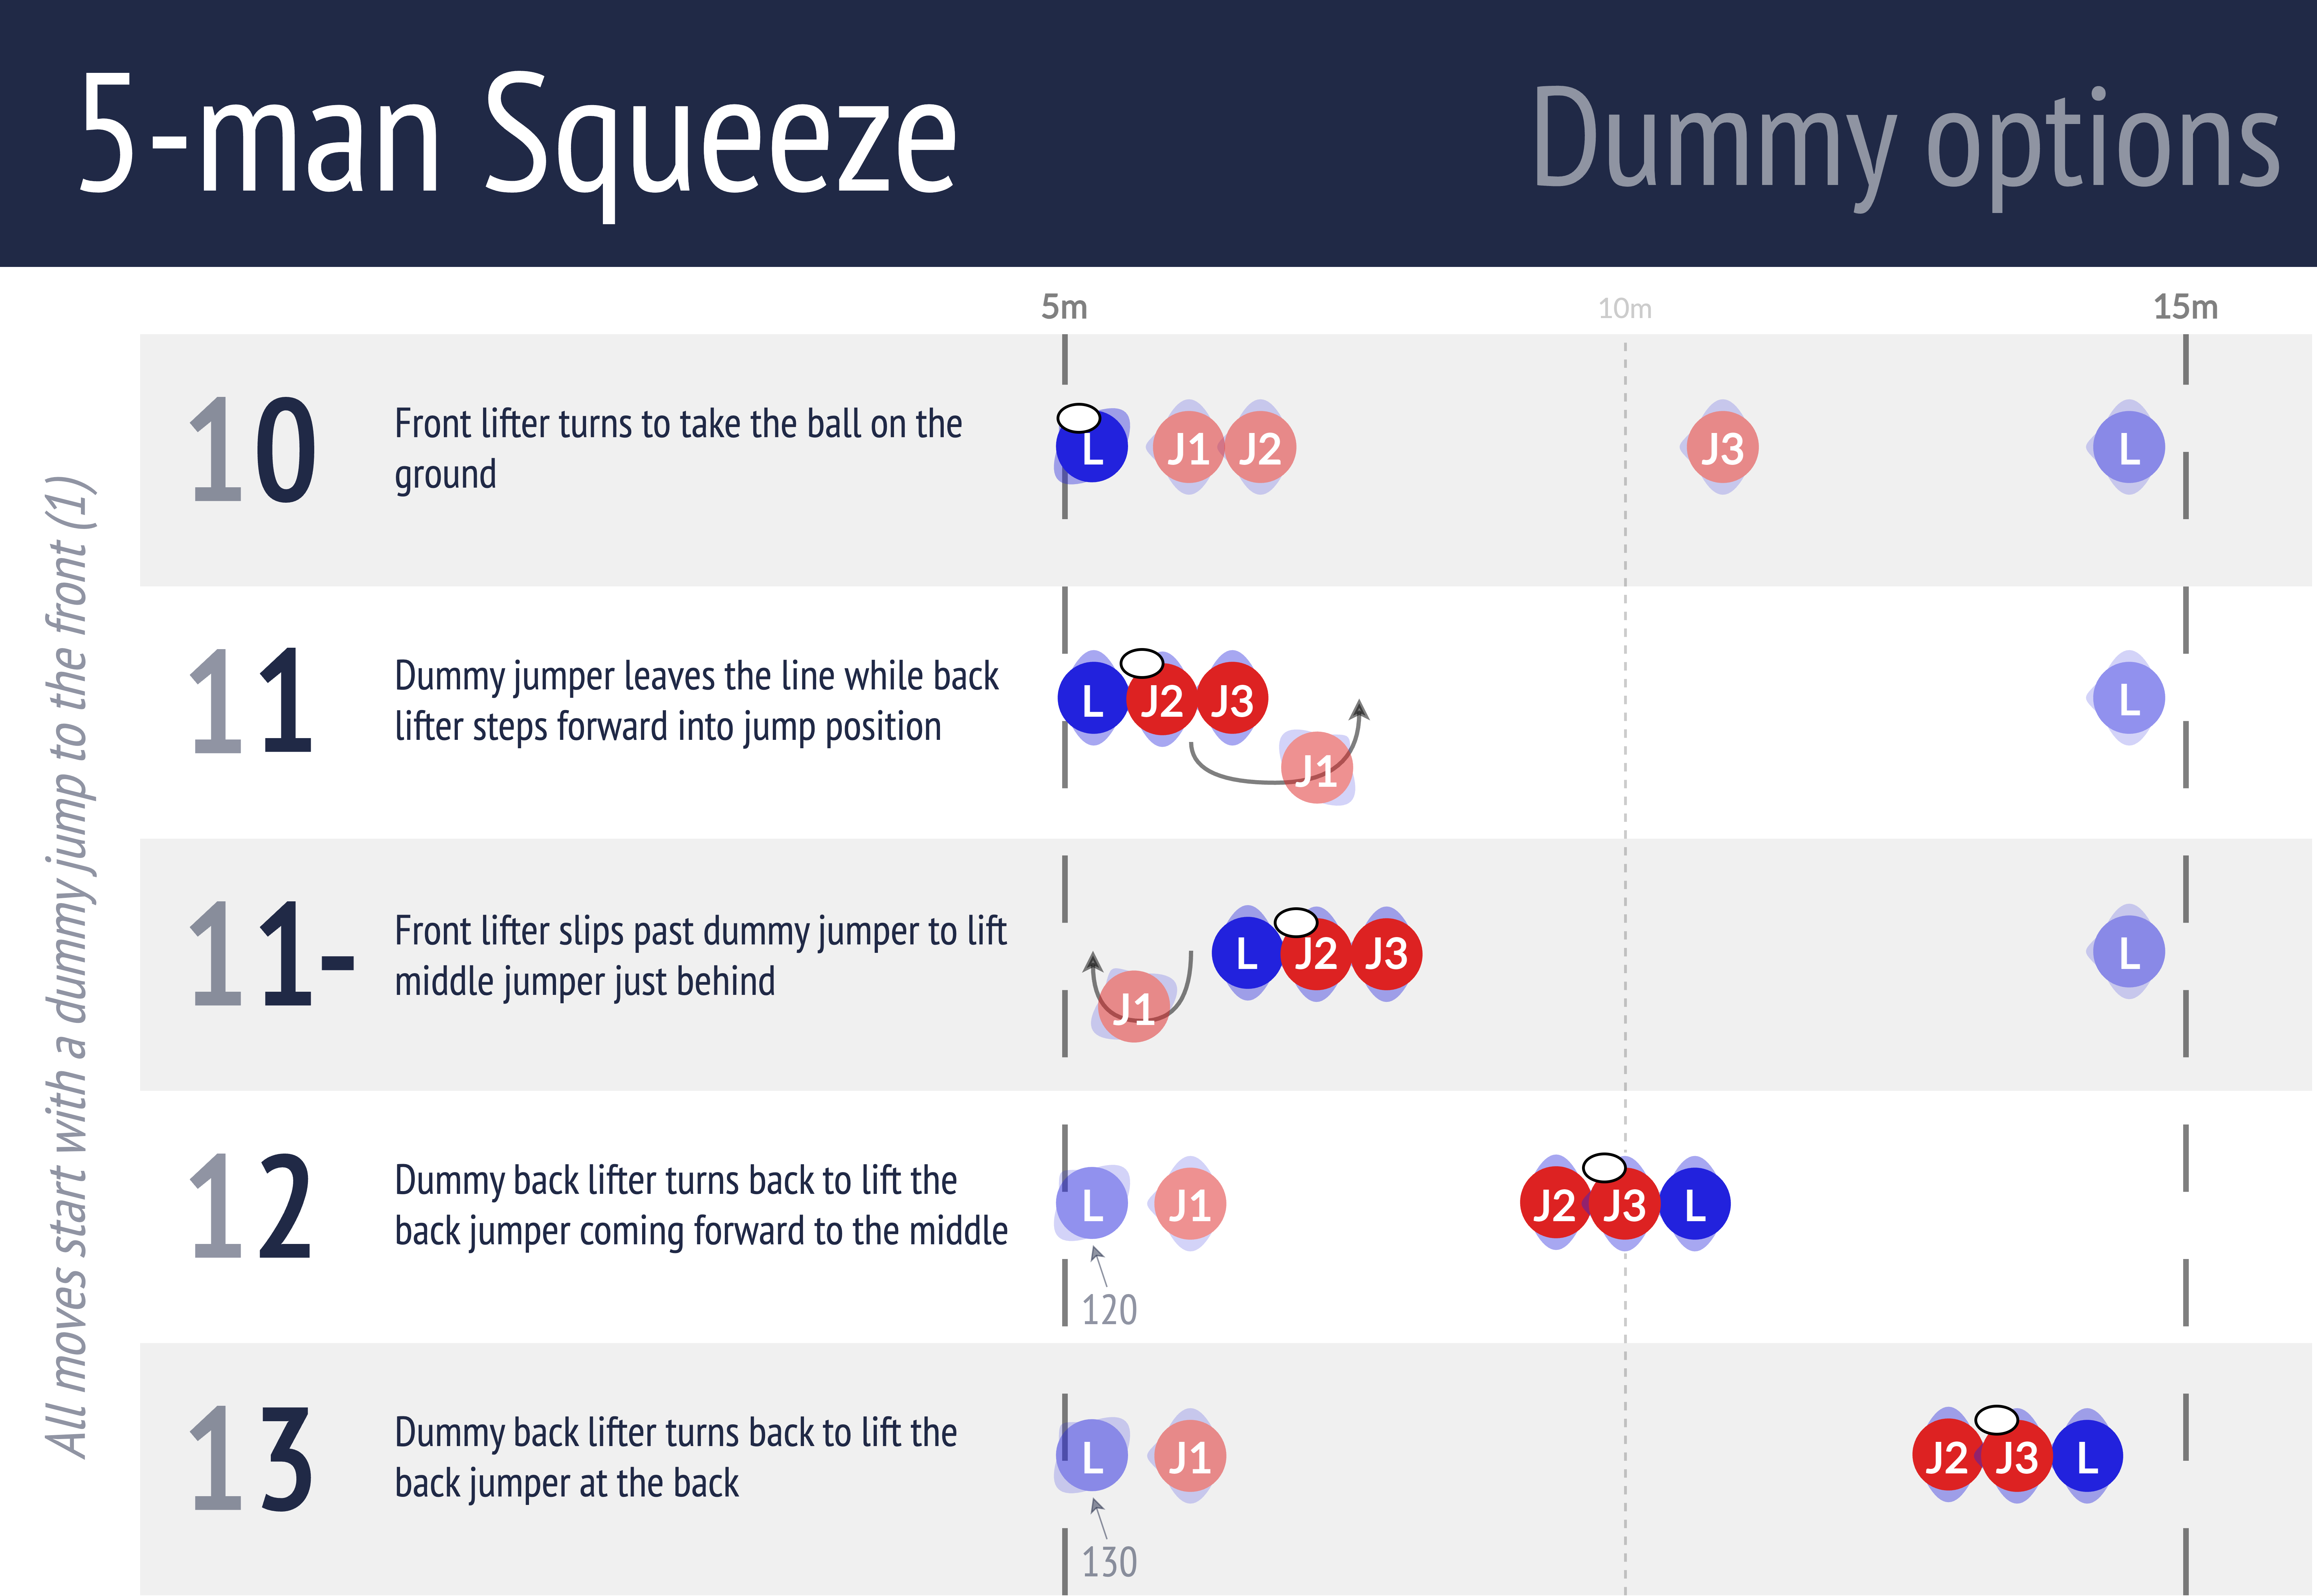 5-man Squeeze
Dummy options
5m
10m
15m
All moves start with a dummy jump to the front (1)
10
Front lifter turns to take the ball on the
ground
L J1 J2 J3 L
11
Dummy jumper leaves the line while back
lifter steps forward into jump position
L J2 J3 L
J1
11-
Front lifter slips past dummy jumper to lift
middle jumper just behind
L J2 J3 L
J1
12
Dummy back lifter turns back to lift the
back jumper coming forward to the middle
L J1 J2 J3 L
120
13
Dummy back lifter turns back to lift the
back jumper at the back
L J1 J2 J3 L
130